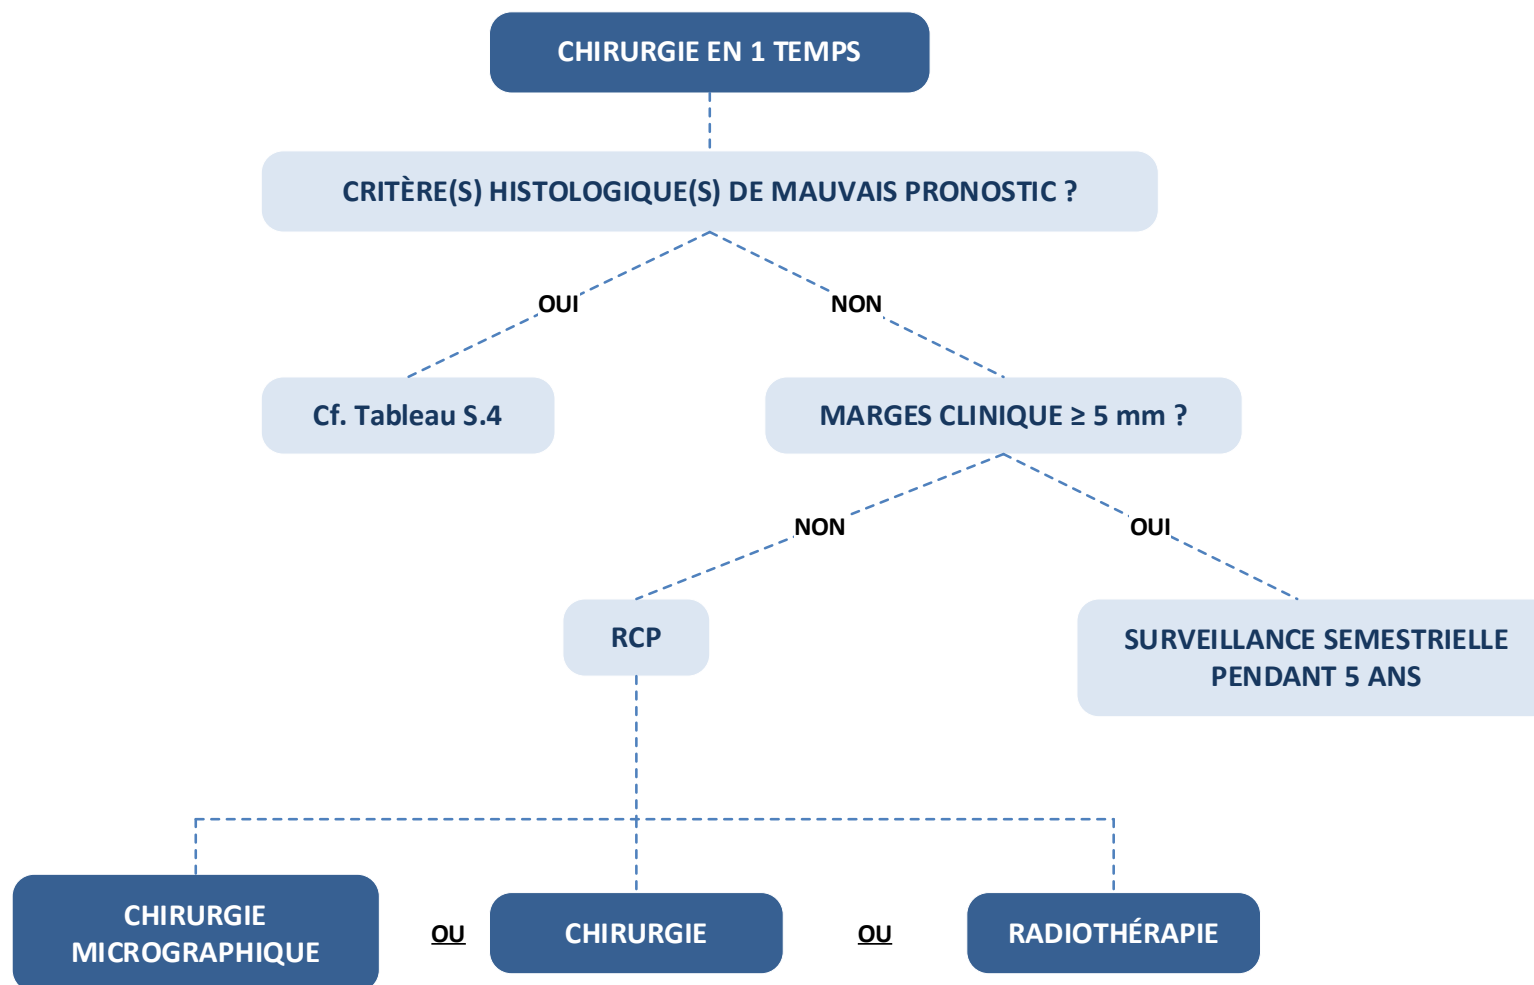 CHIRURGIE EN 1 TEMPS
CRITÈRE(S) HISTOLOGIQUE(S) DE MAUVAIS PRONOSTIC ?
OUI
NON
Cf. Tableau S.4
MARGES CLINIQUE ≥ 5 mm ?
NON
OUI
RCP
SURVEILLANCE SEMESTRIELLE
PENDANT 5 ANS
CHIRURGIE
MICROGRAPHIQUE
OU
CHIRURGIE
OU
RADIOTHÉRAPIE